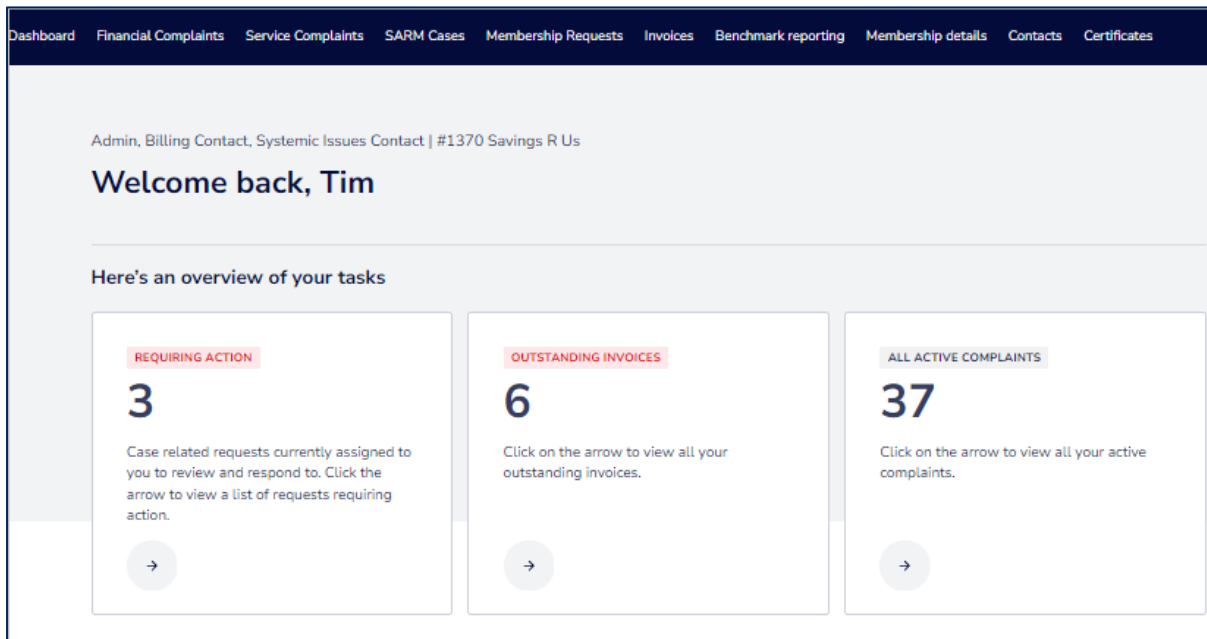 Dashboard Financial Complaints Service Complaints SARM Cases Membership Requests Invoices Benchmark reporting Membership details Contacts Certificates
Admin, Billing Contact, Systemic Issues Contact | #1370 Savings R Us
Welcome back, Tim
Here's an overview of your tasks
REQUIRING ACTION
3
Case related requests currently assigned to
you to review and respond to. Click the
arrow to view a list of requests requiring
action.
OUTSTANDING INVOICES
6
Click on the arrow to view all your
outstanding invoices.
ALL ACTIVE COMPLAINTS
37
Click on the arrow to view all your active
complaints.